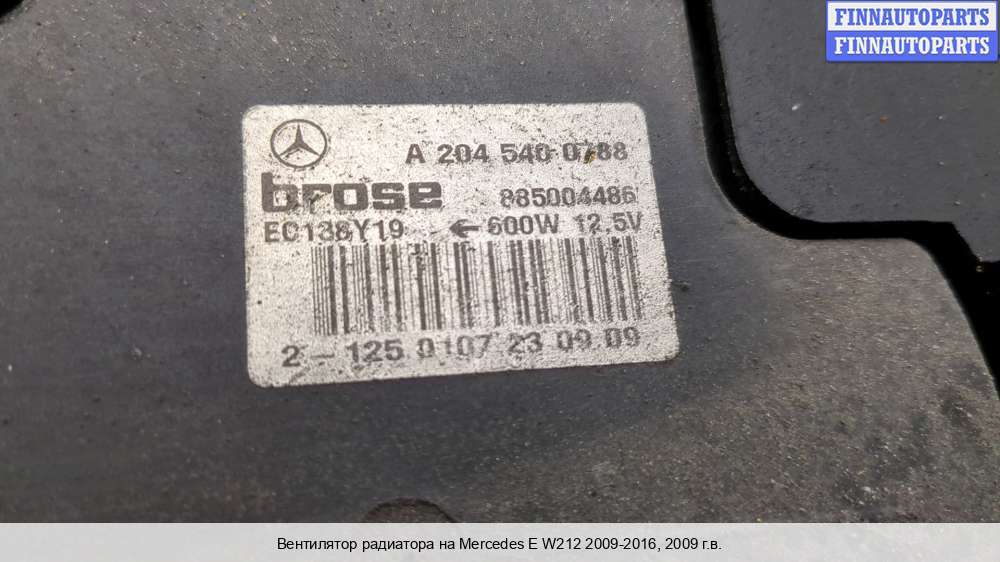 FINNAUTOPARTS
FINNAUTOPARTS
A 204 540 0788
brose 885004486
EC138Y19 ← 600W 12,5V
2 - 125 0107 23 09 09
Вентилятор радиатора на Mercedes E W212 2009-2016, 2009 г.в.